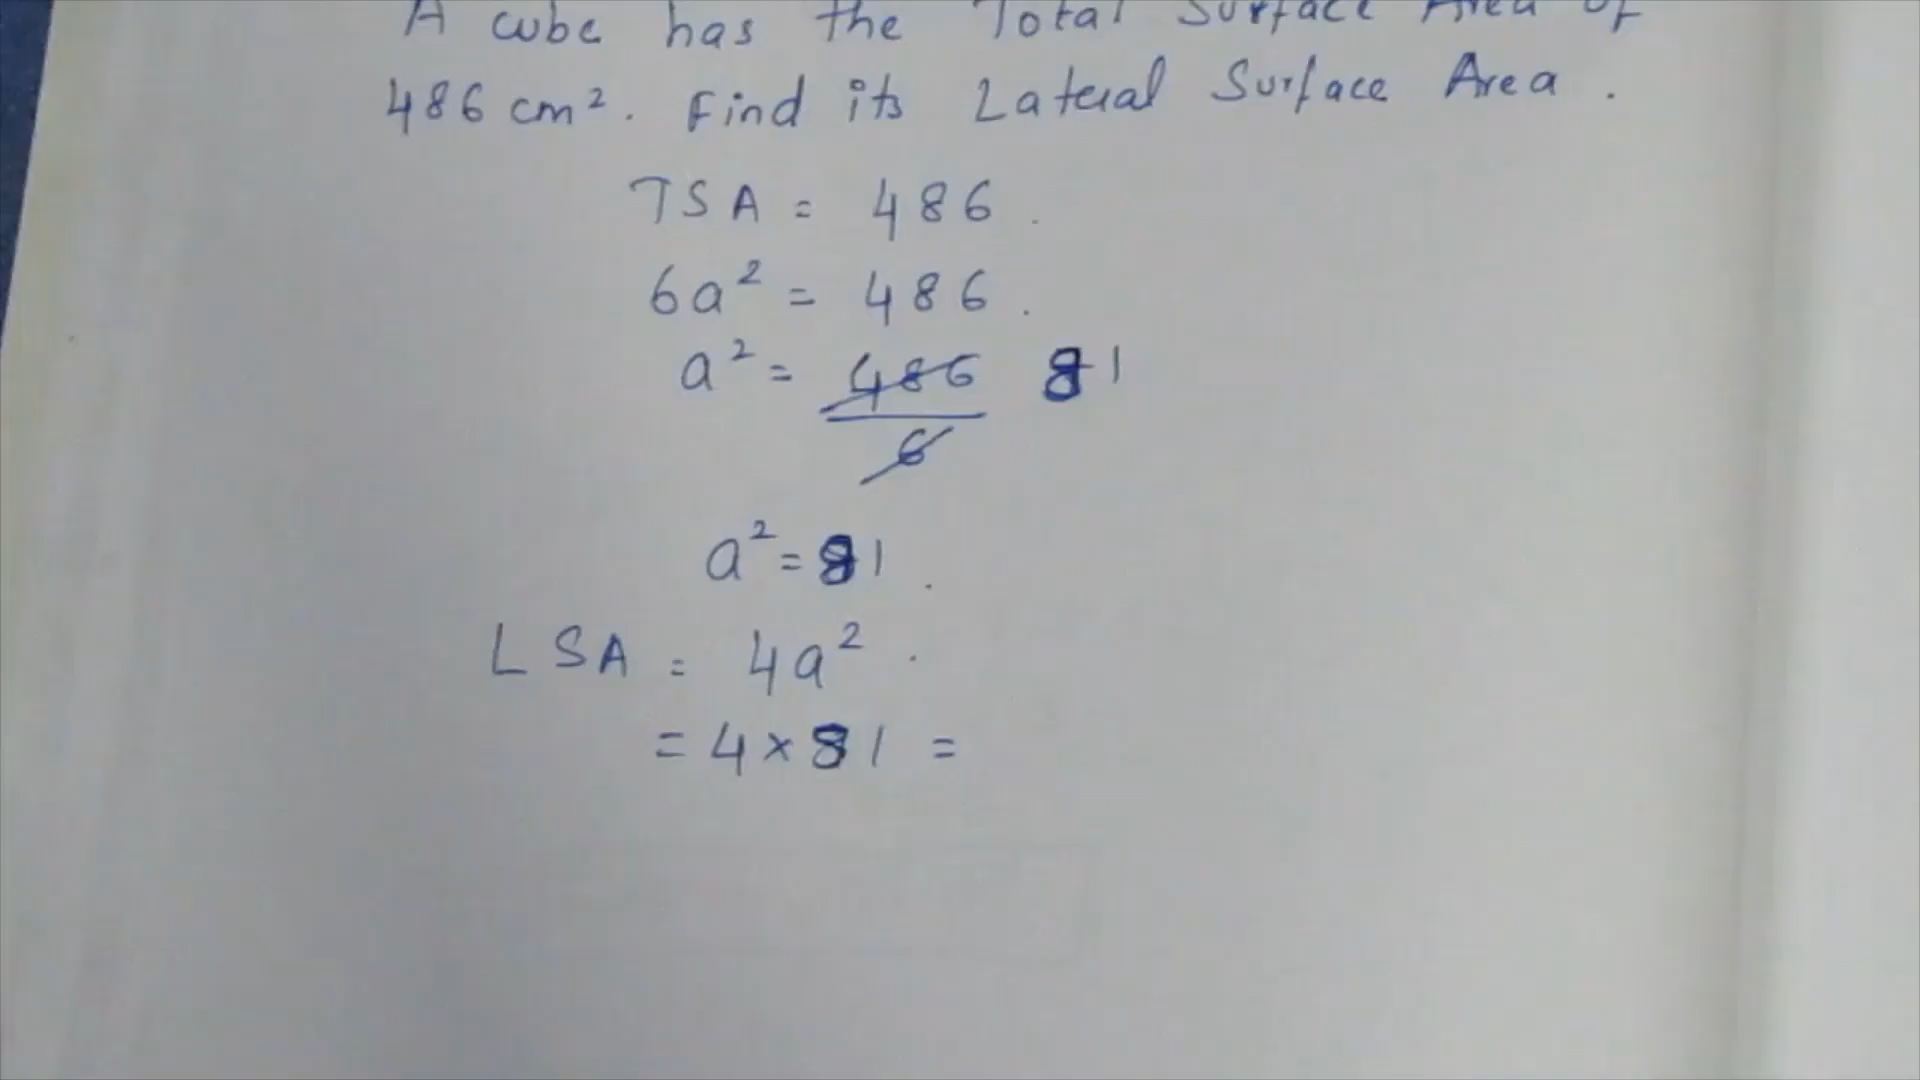 A cube has the Total Surface Area of
486 cm². Find its Lateral Surface Area.
TSA = 486.
6a² = 486.
a² = 486 81
6
a² = 81.
LSA = 4a².
= 4 × 81 =